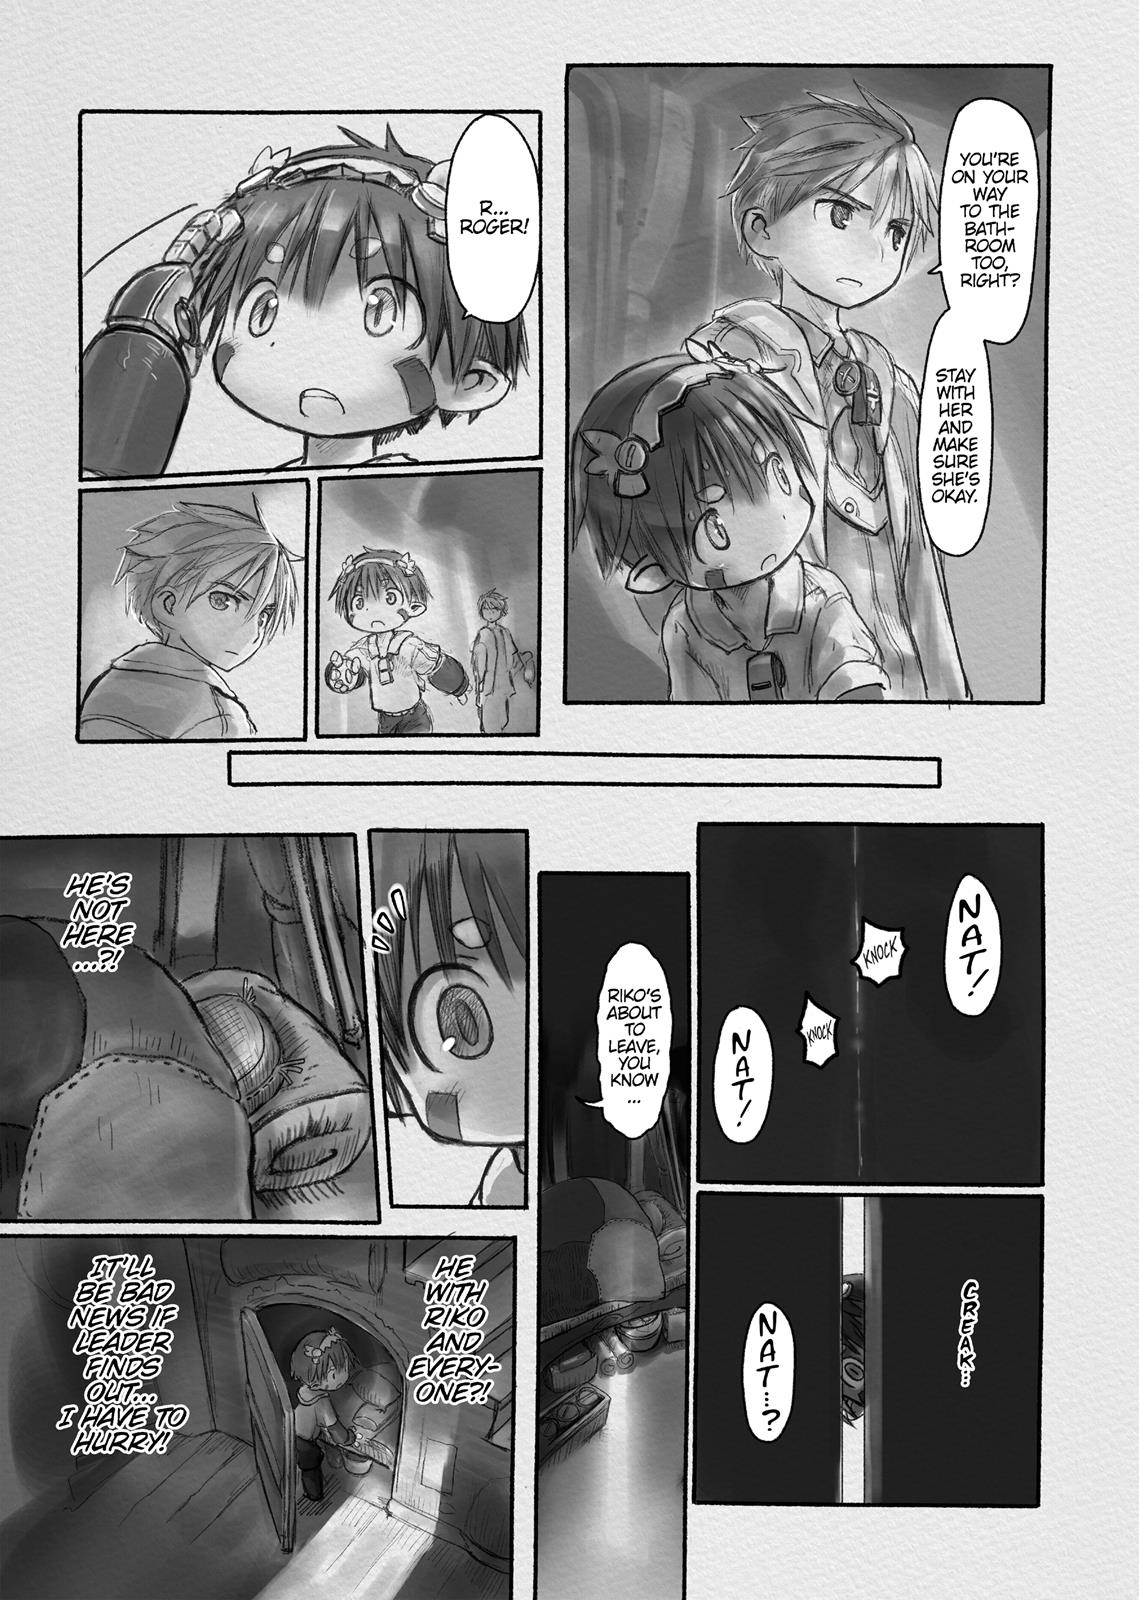 YOU'RE
ON YOUR
WAY
TO THE
BATH-
ROOM
TOO,
RIGHT?
STAY
WITH
HER
AND
MAKE
SURE
SHE'S
OKAY.
R...
ROGER!
NAT!
KNOCK
KNOCK
NAT!
CREAK...
NAT...?
RIKO'S
ABOUT
TO
LEAVE,
YOU
KNOW
...
HE'S
NOT
HERE
...?!
HE
WITH
RIKO
AND
EVERY-
ONE?!
IT'LL
BE BAD
NEWS IF
LEADER
FINDS
OUT...
I HAVE TO
HURRY!